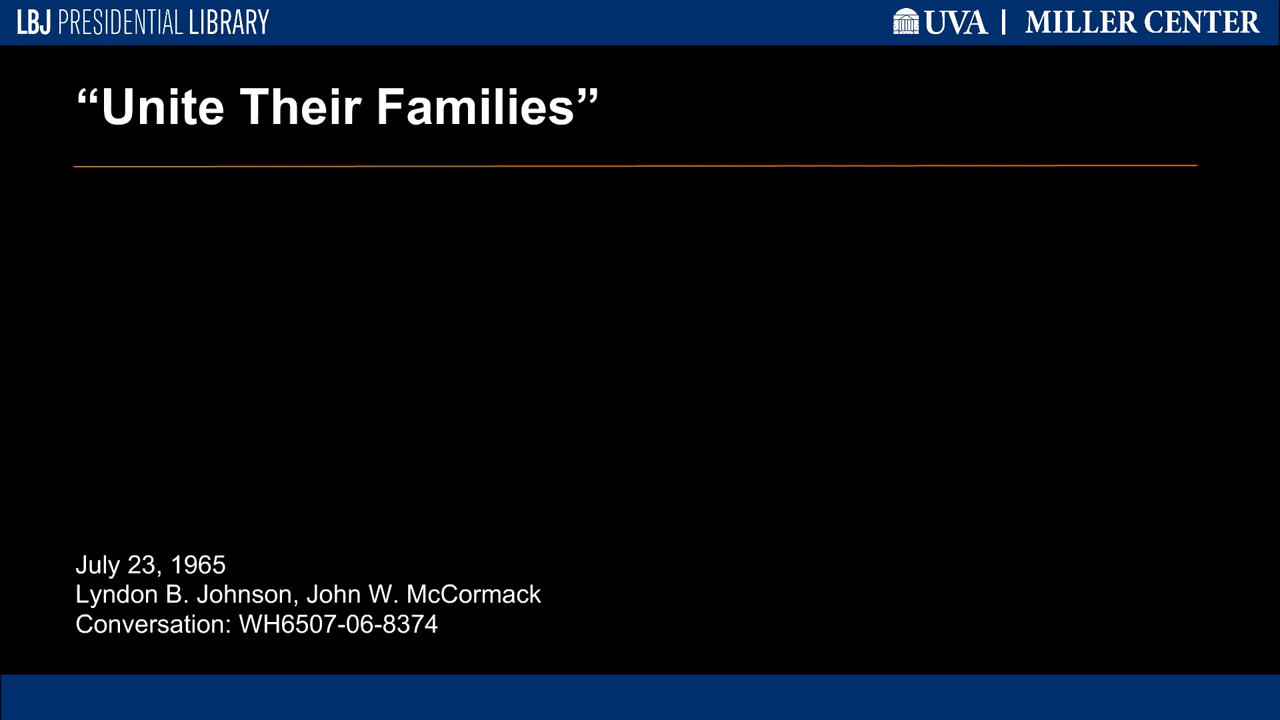 LBJ PRESIDENTIAL LIBRARY
UVA | MILLER CENTER
“Unite Their Families”
July 23, 1965
Lyndon B. Johnson, John W. McCormack
Conversation: WH6507-06-8374